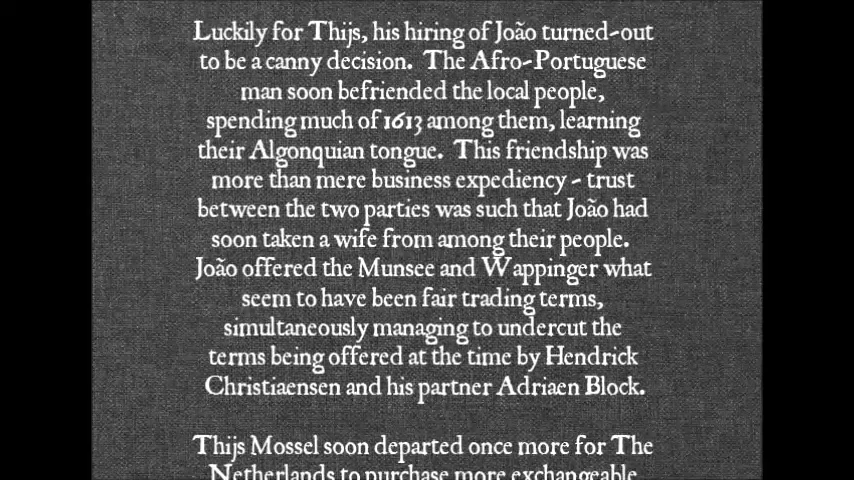 Luckily for Thijs, his hiring of João turned-out
to be a canny decision.  The Afro-Portuguese
man soon befriended the local people,
spending much of 1613 among them, learning
their Algonquian tongue.  This friendship was
more than mere business expediency - trust
between the two parties was such that João had
soon taken a wife from among their people.
João offered the Munsee and Wappinger what
seem to have been fair trading terms,
simultaneously managing to undercut the
terms being offered at the time by Hendrick
Christiaensen and his partner Adriaen Block.
Thijs Mossel soon departed once more for The
Netherlands to purchase more exchangeable